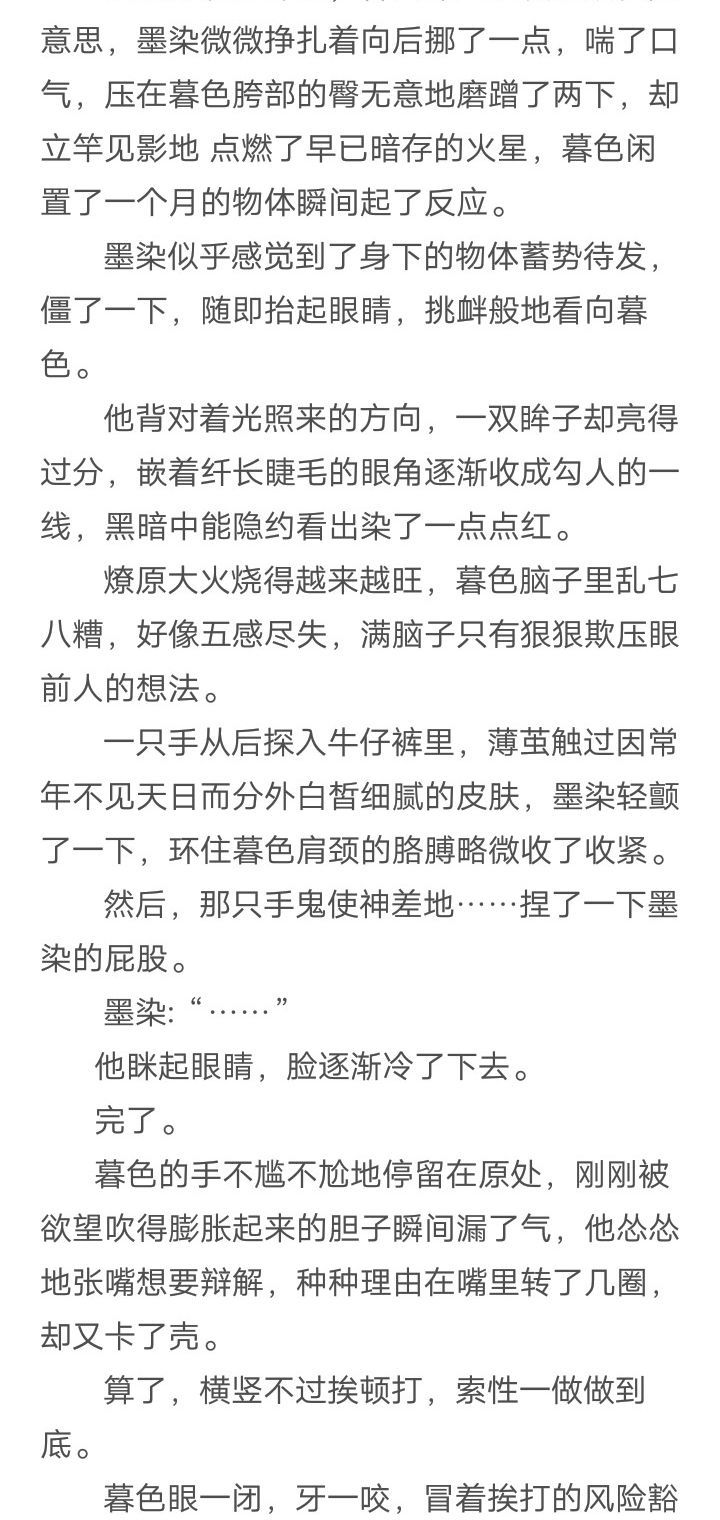 意思，墨染微微挣扎着向后挪了一点，喘了口
气，压在暮色胯部的臀无意地磨蹭了两下，却
立竿见影地 点燃了早已暗存的火星，暮色闲
置了一个月的物体瞬间起了反应。
墨染似乎感觉到了身下的物体蓄势待发，
僵了一下，随即抬起眼睛，挑衅般地看向暮
色。
他背对着光照来的方向，一双眸子却亮得
过分，嵌着纤长睫毛的眼角逐渐收成勾人的一
线，黑暗中能隐约看出染了一点点红。
燎原大火烧得越来越旺，暮色脑子里乱七
八糟，好像五感尽失，满脑子只有狠狠欺压眼
前人的想法。
一只手从后探入牛仔裤里，薄茧触过因常
年不见天日而分外白皙细腻的皮肤，墨染轻颤
了一下，环住暮色肩颈的胳膊略微收了收紧。
然后，那只手鬼使神差地……捏了一下墨
染的屁股。
墨染:“……”
他眯起眼睛，脸逐渐冷了下去。
完了。
暮色的手不尴不尬地停留在原处，刚刚被
欲望吹得膨胀起来的胆子瞬间漏了气，他怂怂
地张嘴想要辩解，种种理由在嘴里转了几圈，
却又卡了壳。
算了，横竖不过挨顿打，索性一做做到
底。
暮色眼一闭，牙一咬，冒着挨打的风险豁